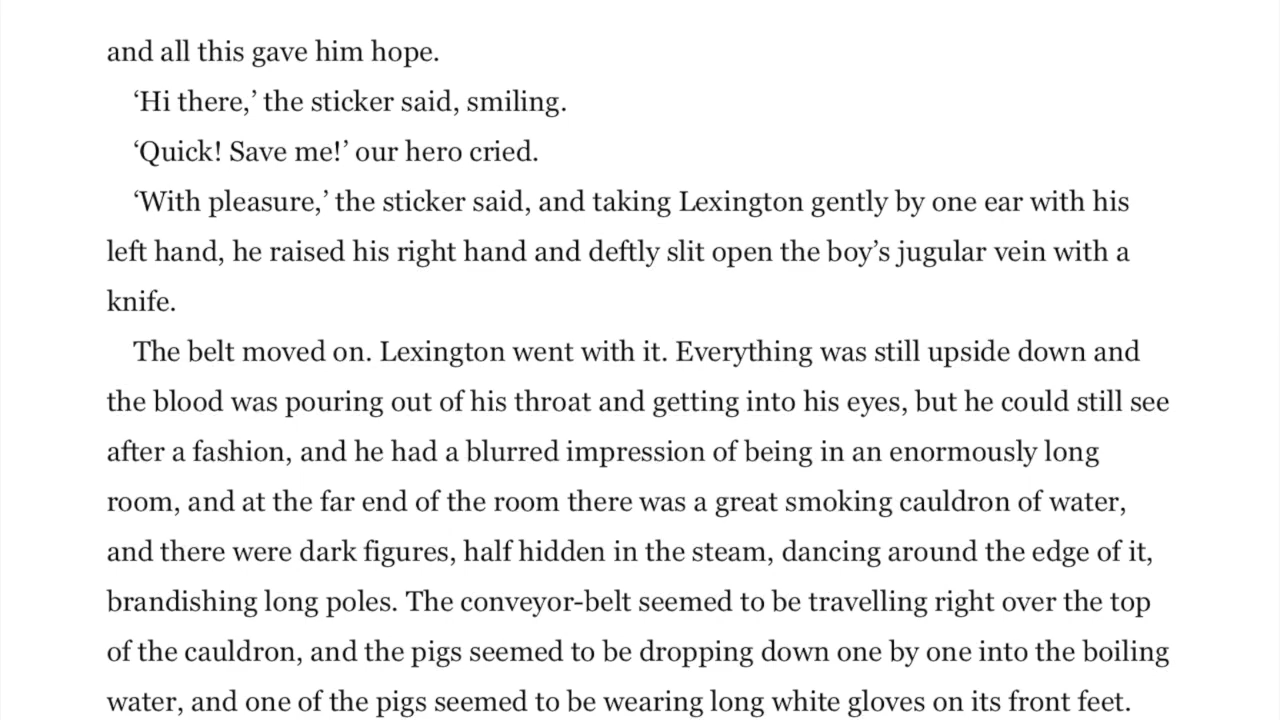 and all this gave him hope.
‘Hi there,’ the sticker said, smiling.
‘Quick! Save me!’ our hero cried.
‘With pleasure,’ the sticker said, and taking Lexington gently by one ear with his
left hand, he raised his right hand and deftly slit open the boy’s jugular vein with a
knife.
The belt moved on. Lexington went with it. Everything was still upside down and
the blood was pouring out of his throat and getting into his eyes, but he could still see
after a fashion, and he had a blurred impression of being in an enormously long
room, and at the far end of the room there was a great smoking cauldron of water,
and there were dark figures, half hidden in the steam, dancing around the edge of it,
brandishing long poles. The conveyor-belt seemed to be travelling right over the top
of the cauldron, and the pigs seemed to be dropping down one by one into the boiling
water, and one of the pigs seemed to be wearing long white gloves on its front feet.